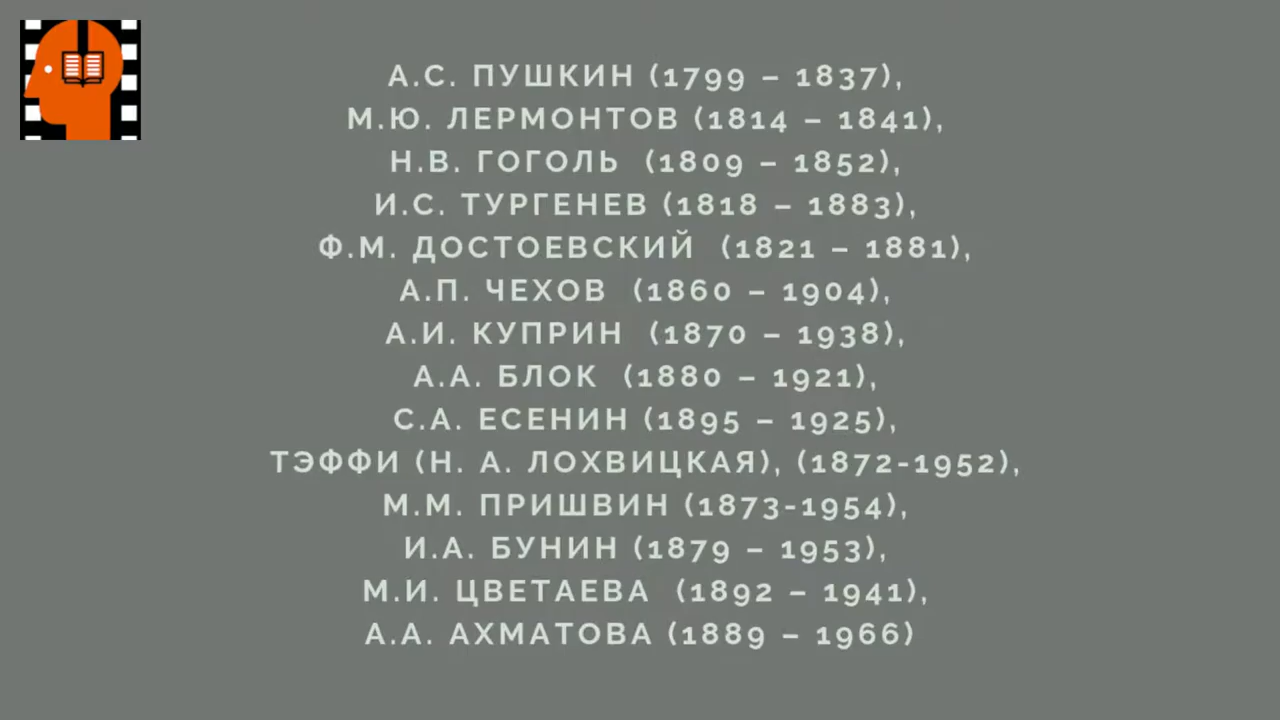 А.С. ПУШКИН (1799 – 1837),
М.Ю. ЛЕРМОНТОВ (1814 – 1841),
Н.В. ГОГОЛЬ (1809 – 1852),
И.С. ТУРГЕНЕВ (1818 – 1883),
Ф.М. ДОСТОЕВСКИЙ (1821 – 1881),
А.П. ЧЕХОВ (1860 – 1904),
А.И. КУПРИН (1870 – 1938),
А.А. БЛОК (1880 – 1921),
С.А. ЕСЕНИН (1895 – 1925),
ТЭФФИ (Н. А. ЛОХВИЦКАЯ), (1872-1952),
М.М. ПРИШВИН (1873-1954),
И.А. БУНИН (1879 – 1953),
М.И. ЦВЕТАЕВА (1892 – 1941),
А.А. АХМАТОВА (1889 – 1966)